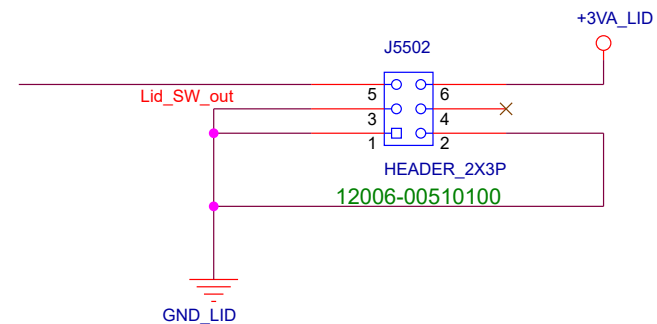 +3VA_LID
J5502
Lid_SW_out
5 6
3 4
1 2
HEADER_2X3P
12006-00510100
GND_LID